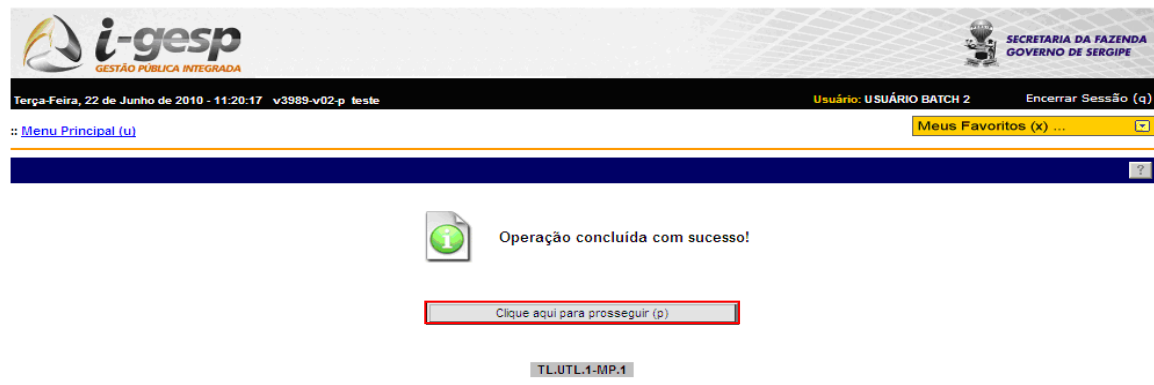 i-gesp
GESTÃO PÚBLICA INTEGRADA
SECRETARIA DA FAZENDA
GOVERNO DE SERGIPE
Terça-Feira, 22 de Junho de 2010 - 11:20:17 v3989-v02-p teste
Usuário: USUÁRIO BATCH 2 Encerrar Sessão (q)
:: Menu Principal (u)
Meus Favoritos (x) ...
?
Operação concluída com sucesso!
Clique aqui para prosseguir (p)
TL.UTL.1-MP.1